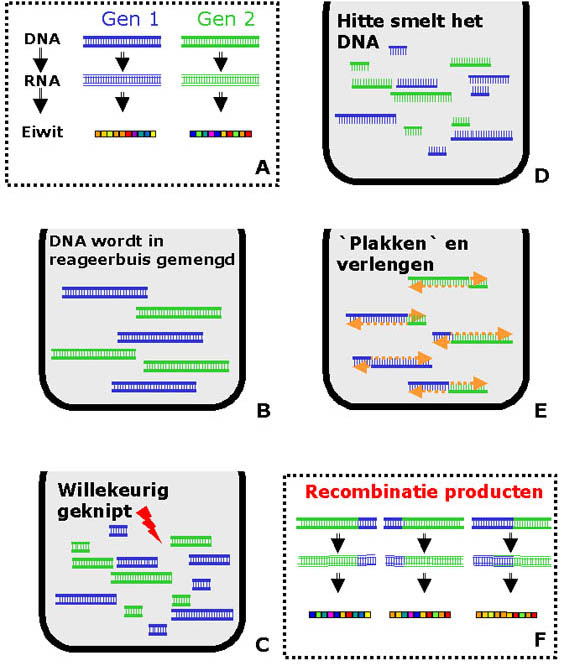 Gen 1 Gen 2
DNA
RNA
Eiwit
A
DNA wordt in
reageerbuis gemengd
B
Willekeurig
geknipt
C
Hitte smelt het
DNA
D
`Plakken` en
verlengen
E
Recombinatie producten
F